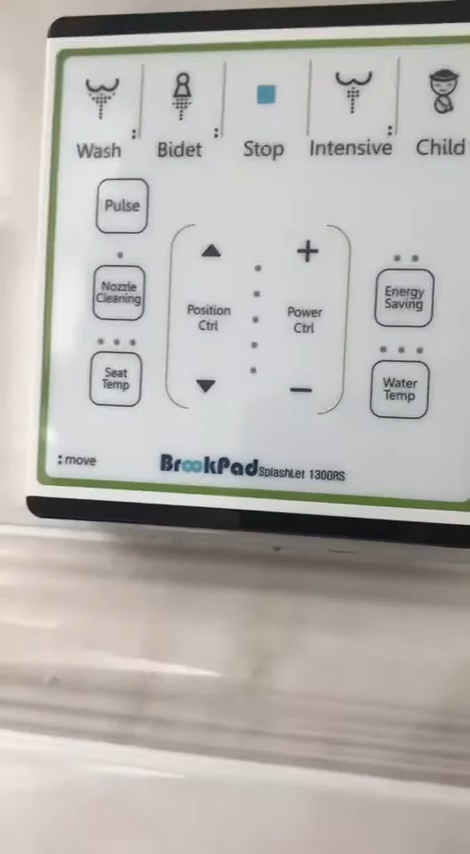 Wash : Bidet : Stop Intensive : Child
Pulse
Nozzle
Cleaning
Position
Ctrl
Power
Ctrl
Energy
Saving
Seat
Temp
Water
Temp
: move
BrookPad SplashLet 1300RS